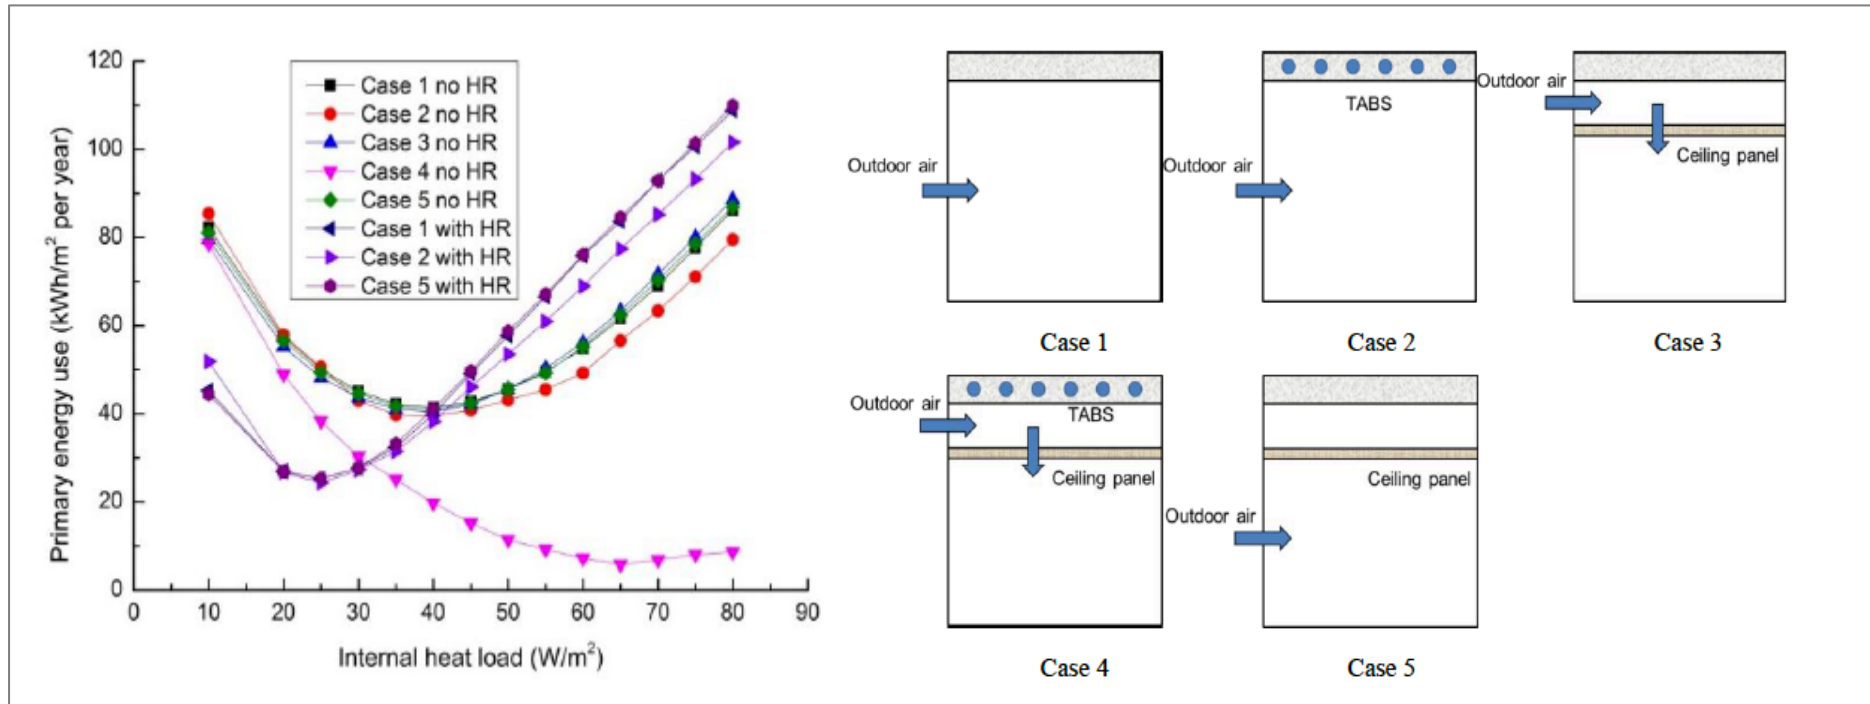 Primary energy use (kWh/m² per year)
120
100
80
60
40
20
0
0 10 20 30 40 50 60 70 80 90
Internal heat load (W/m²)
Case 1 no HR
Case 2 no HR
Case 3 no HR
Case 4 no HR
Case 5 no HR
Case 1 with HR
Case 2 with HR
Case 5 with HR
Outdoor air
Case 1
TABS
Outdoor air
Case 2
Outdoor air
Ceiling panel
Case 3
Outdoor air
TABS
Ceiling panel
Case 4
Ceiling panel
Outdoor air
Case 5